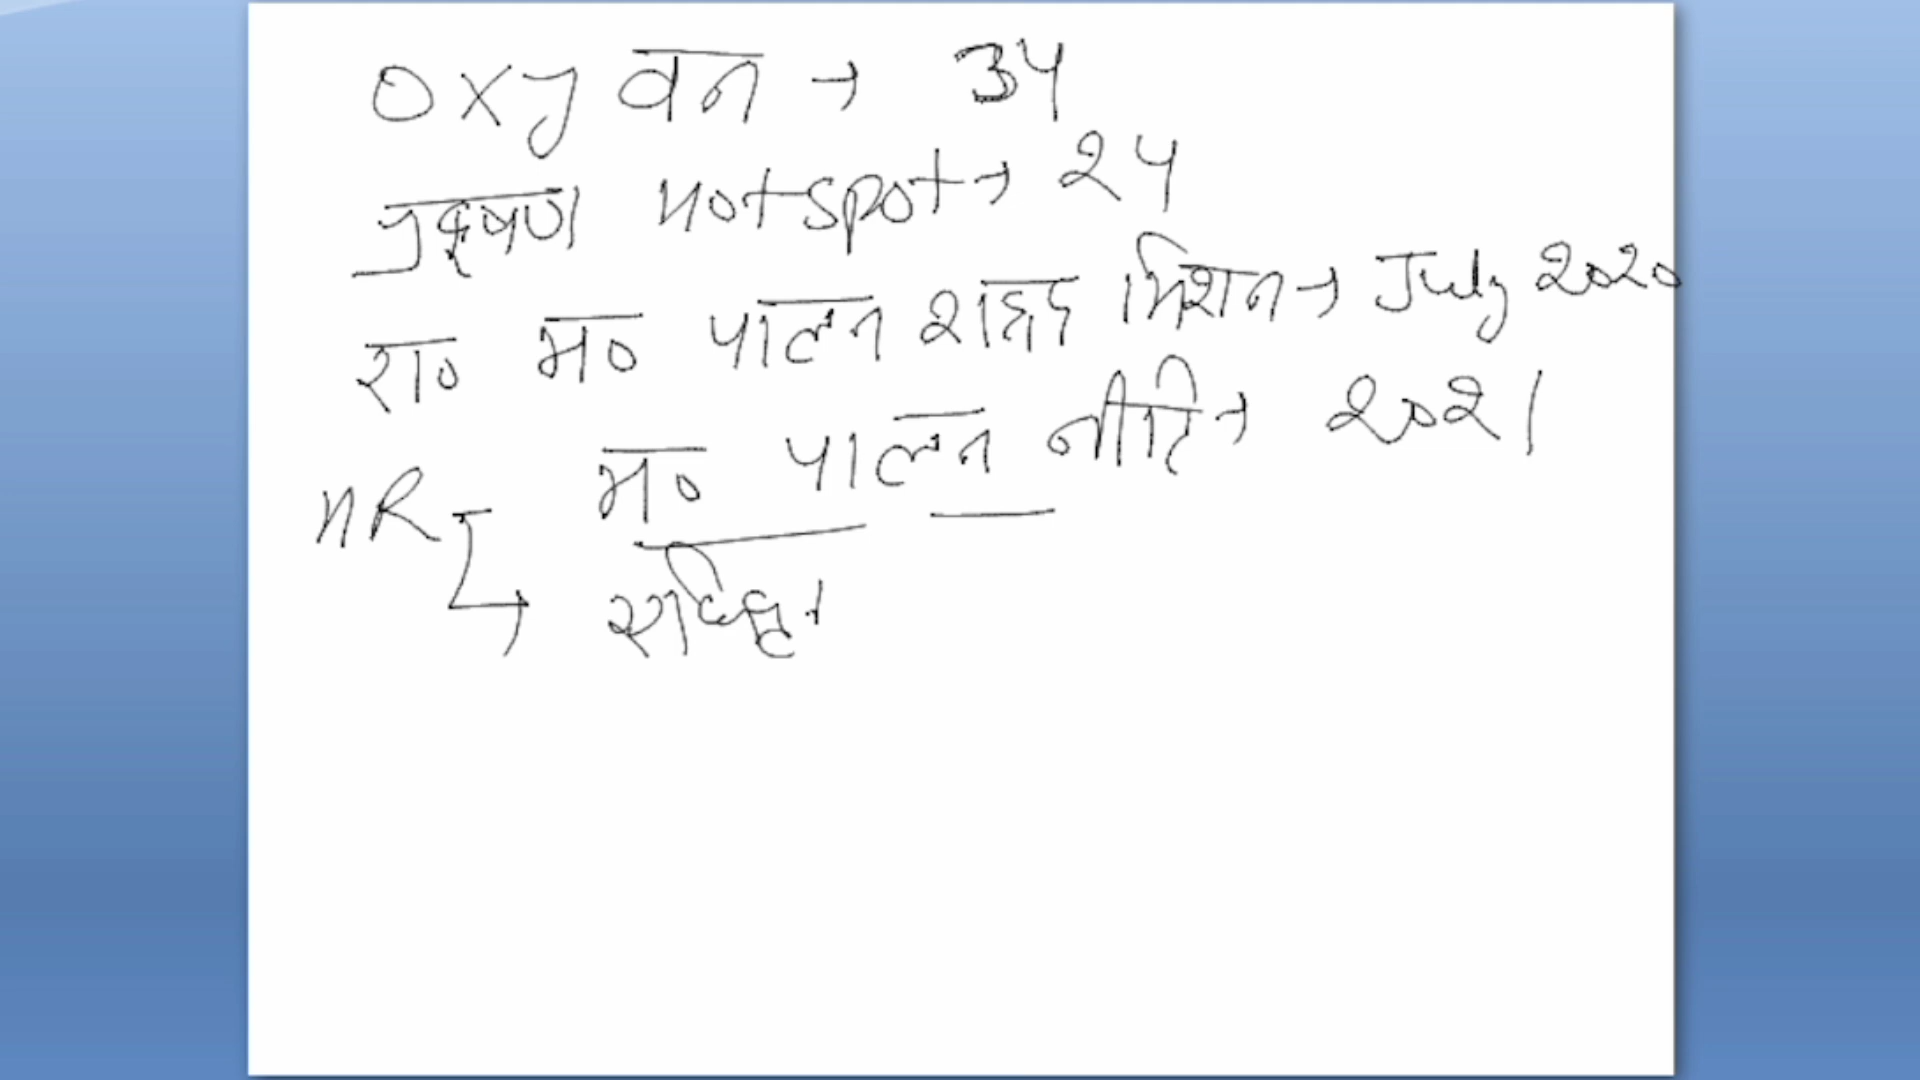 Oxy वन → 34
प्रदूषण Hotspot → 24
रा० म० पालन शहद मिशन → July 2020
HR म० पालन नीति → 2021